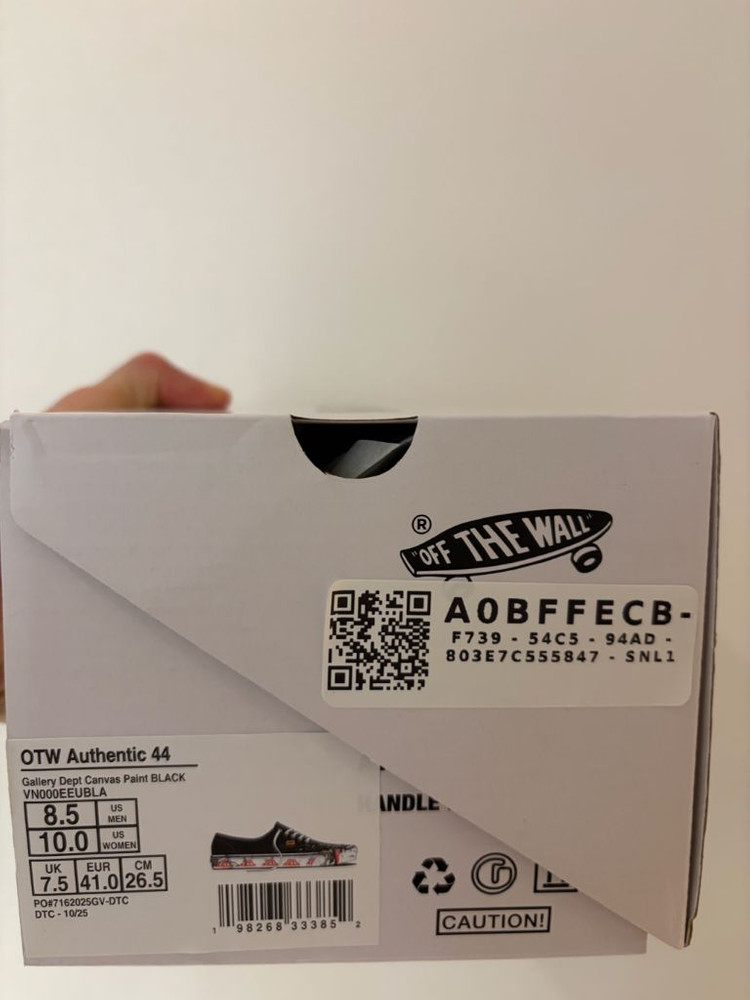 ®
"OFF THE WALL"
A0BFFECB-
F739 - 54C5 - 94AD -
803E7C555847 - SNL1
OTW Authentic 44
Gallery Dept Canvas Paint BLACK
VN000EEUBLA
8.5 US MEN
10.0 US WOMEN
UK 7.5 EUR 41.0 CM 26.5
PO#7162025GV-DTC
DTC - 10/25
1 98268 33385 2
HANDLE
CAUTION!